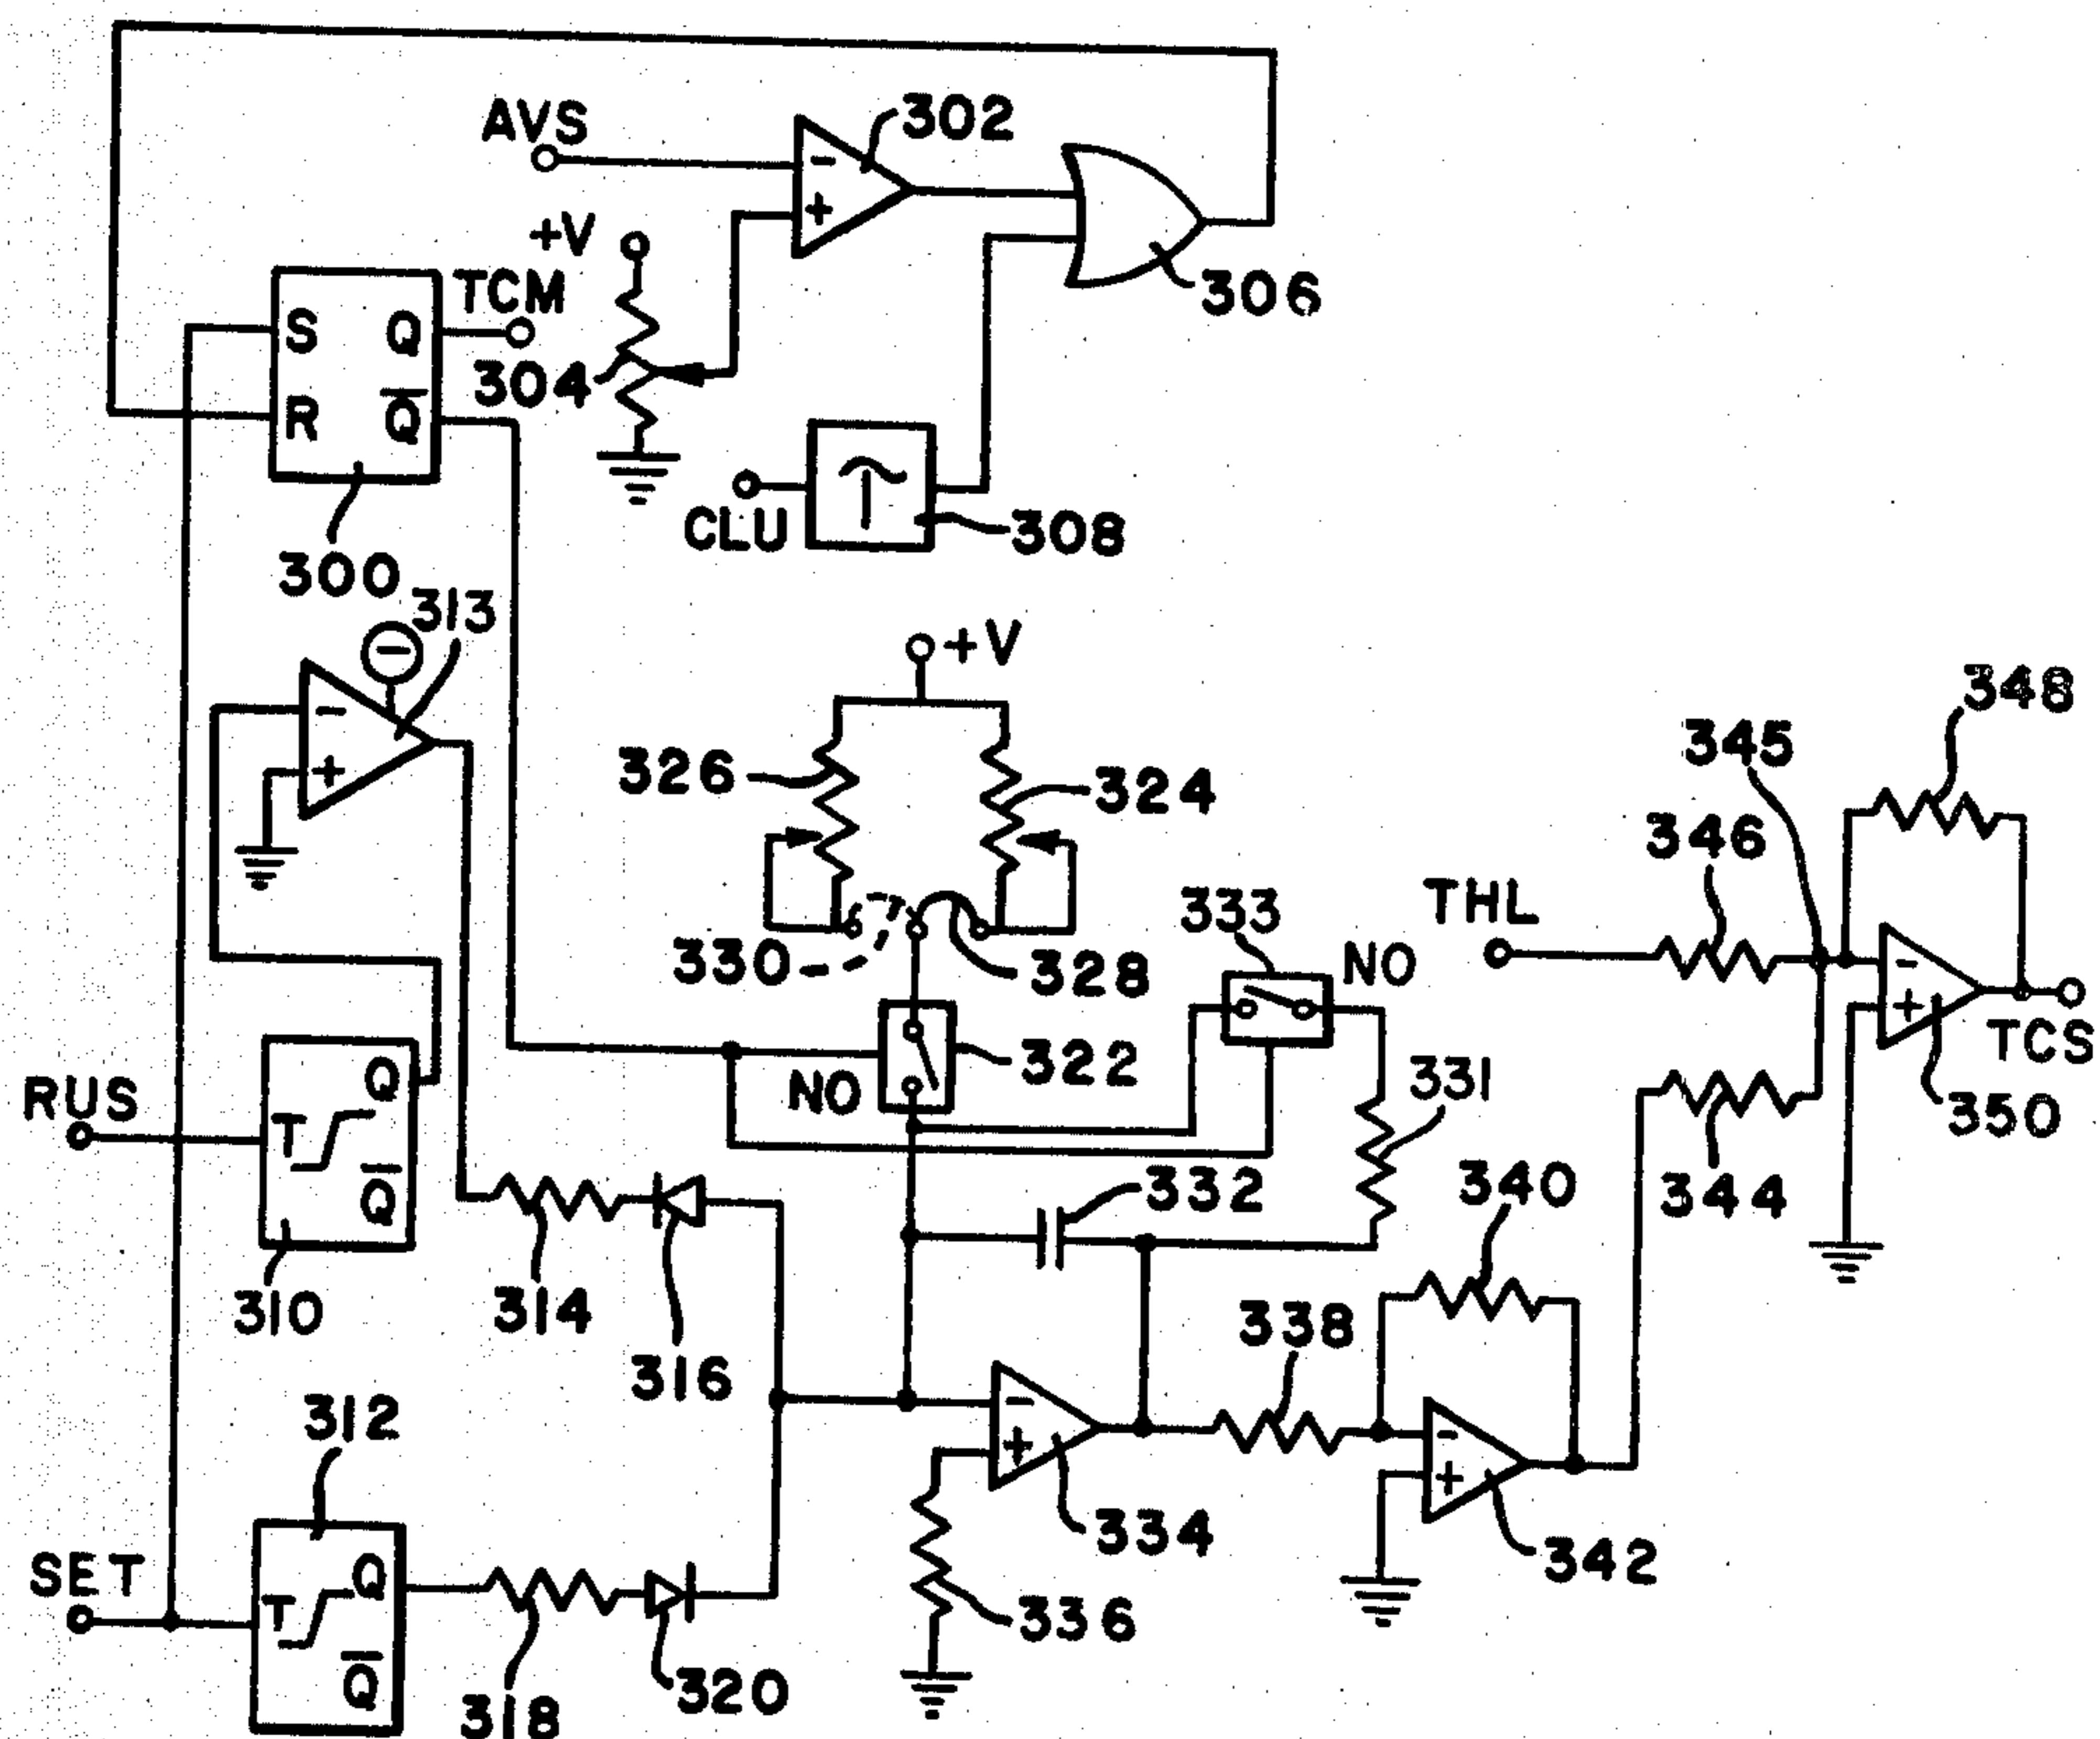 AVS
302
+V
TCM
S
Q
304
306
R
Q̅
CLU
308
300
313
+V
348
345
326
324
346
THL
333
NO
330
328
TCS
322
331
Q
RUS
NO
350
T
332
340
344
Q̅
314
338
310
316
312
334
SET
Q
342
T
336
320
Q̅
318